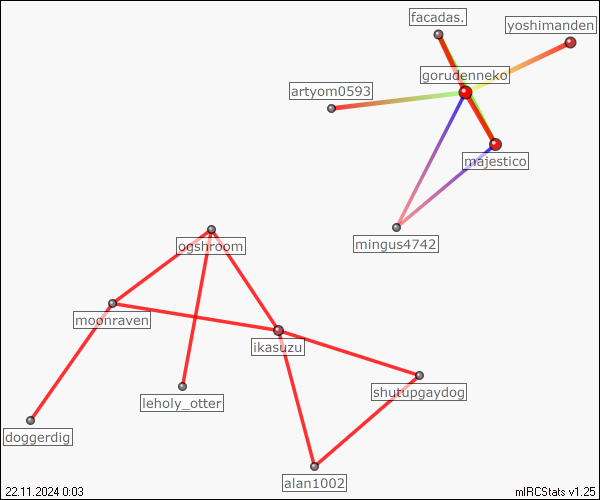 facadas.
yoshimanden
gorudenneko
artyom0593
majestico
mingus4742
ogshroom
moonraven
ikasuzu
shutupgaydog
leholy_otter
doggerdig
alan1002
22.11.2024 0:03
mIRCStats v1.25